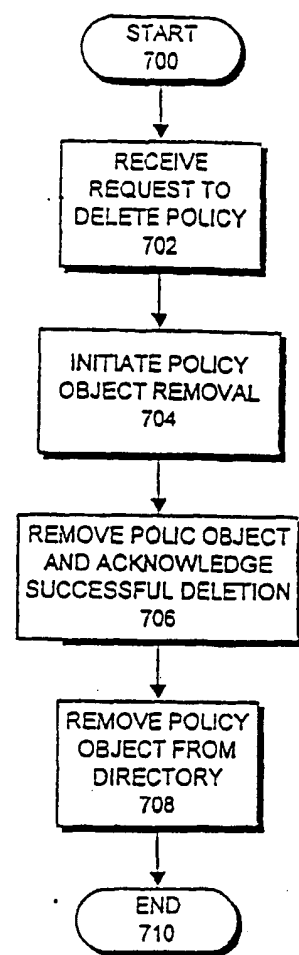 START
700
RECEIVE
REQUEST TO
DELETE POLICY
702
INITIATE POLICY
OBJECT REMOVAL
704
REMOVE POLIC OBJECT
AND ACKNOWLEDGE
SUCCESSFUL DELETION
706
REMOVE POLICY
OBJECT FROM
DIRECTORY
708
END
710